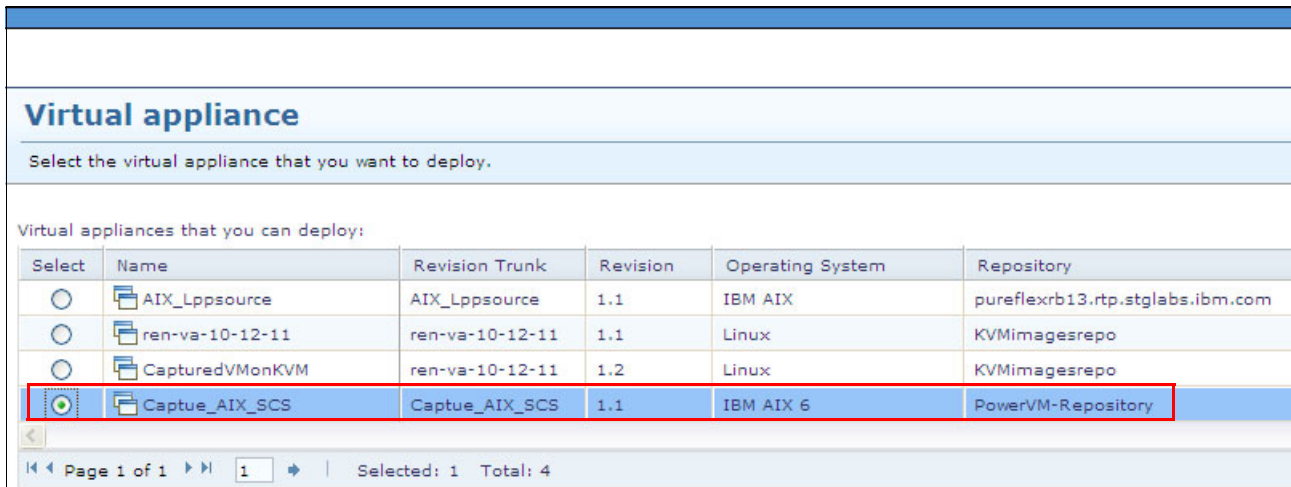 Virtual appliance
Select the virtual appliance that you want to deploy.
Virtual appliances that you can deploy:
Select Name Revision Trunk Revision Operating System Repository
AIX_Lppsource AIX_Lppsource 1.1 IBM AIX pureflexrb13.rtp.stglabs.ibm.com
ren-va-10-12-11 ren-va-10-12-11 1.1 Linux KVMimagesrepo
CapturedVMonKVM ren-va-10-12-11 1.2 Linux KVMimagesrepo
Captue_AIX_SCS Captue_AIX_SCS 1.1 IBM AIX 6 PowerVM-Repository
Page 1 of 1 1 Selected: 1 Total: 4